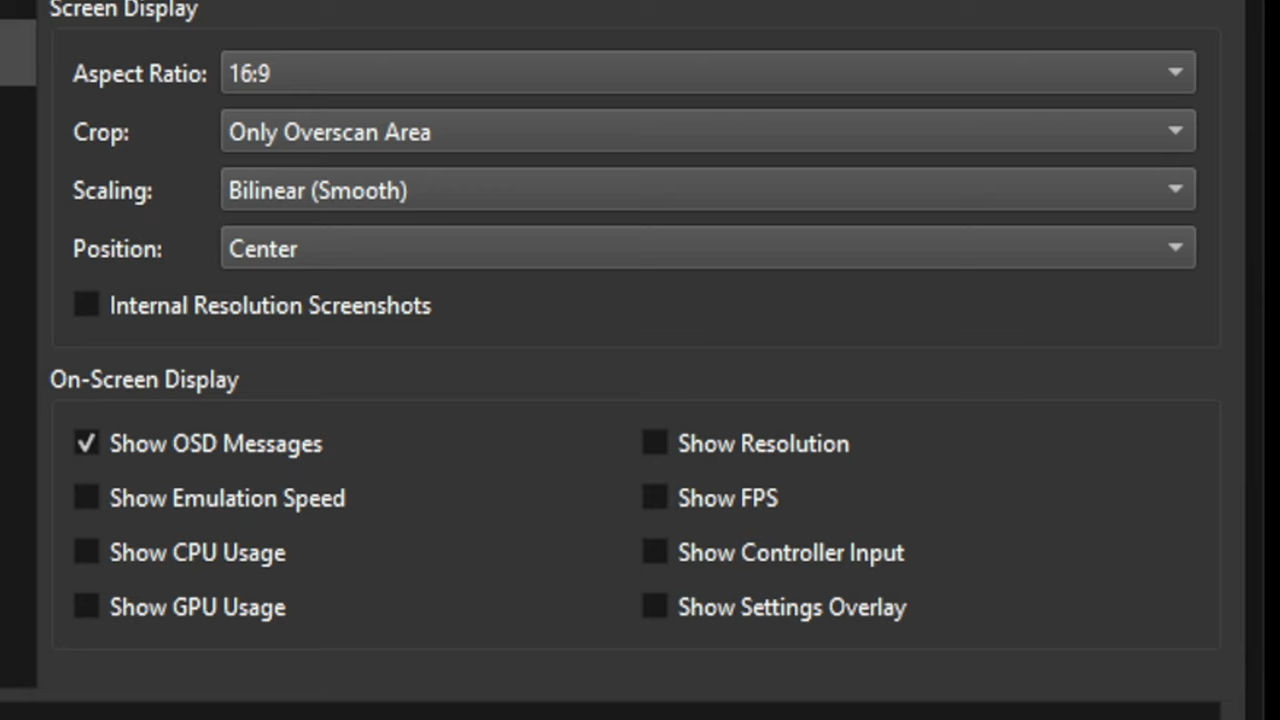 Screen Display
Aspect Ratio: 16:9
Crop: Only Overscan Area
Scaling: Bilinear (Smooth)
Position: Center
Internal Resolution Screenshots
On-Screen Display
Show OSD Messages Show Resolution
Show Emulation Speed Show FPS
Show CPU Usage Show Controller Input
Show GPU Usage Show Settings Overlay